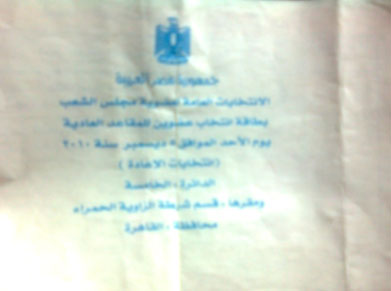 جمهورية مصر العربية
الانتخابات العامة لعضوية مجلس الشعب
بطاقة انتخاب عضوين للمقاعد العادية
يوم الأحد الموافق ٥ ديسمبر سنة ٢٠١٠
(انتخابات الاعادة)
الدائرة : الخامسة
ومقرها : قسم شرطة الزاوية الحمراء
محافظة : القاهرة